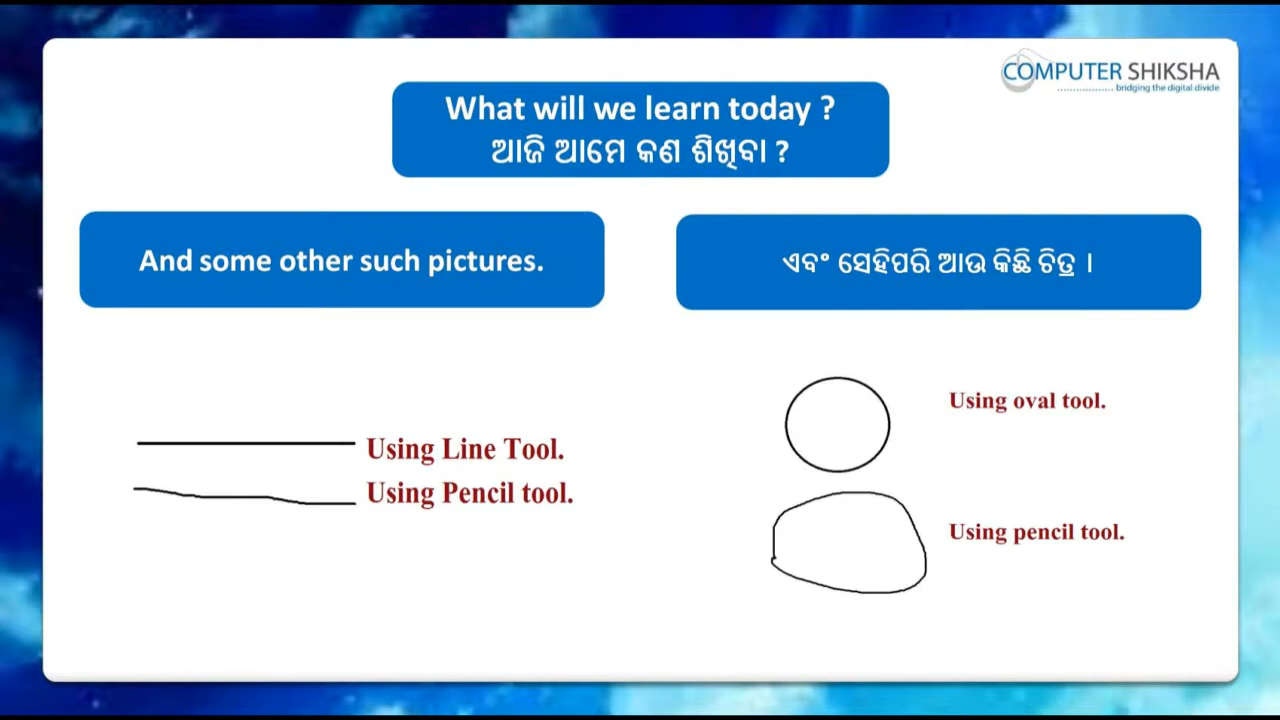 COMPUTER SHIKSHA
bridging the digital divide
What will we learn today ?
ଆଜି ଆମେ କଣ ଶିଖିବା ?
And some other such pictures.
ଏବଂ ସେହିପରି ଆଉ କିଛି ଚିତ୍ର ।
Using Line Tool.
Using Pencil tool.
Using oval tool.
Using pencil tool.